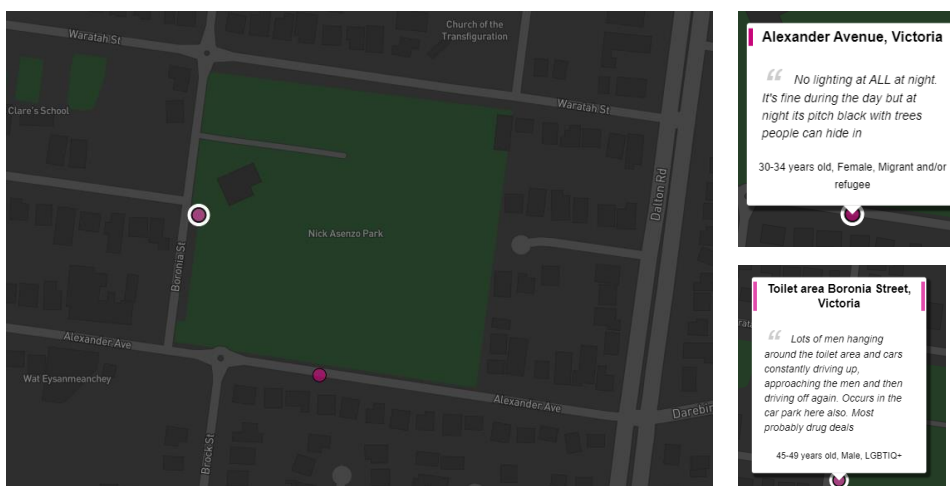 Church of the
Transfiguration
Waratah St
Clare's School
Waratah St
Dalton Rd
Nick Asenzo Park
Boronia St
Alexander Ave
Wat Eysanmeanchey
Alexander Ave
Brock St
Alexander Avenue, Victoria
“ No lighting at ALL at night.
It's fine during the day but at
night its pitch black with trees
people can hide in
30-34 years old, Female, Migrant and/or
refugee
Toilet area Boronia Street,
Victoria
“ Lots of men hanging
around the toilet area and cars
constantly driving up,
approaching the men and then
driving off again. Occurs in the
car park here also. Most
probably drug deals
45-49 years old, Male, LGBTIQ+